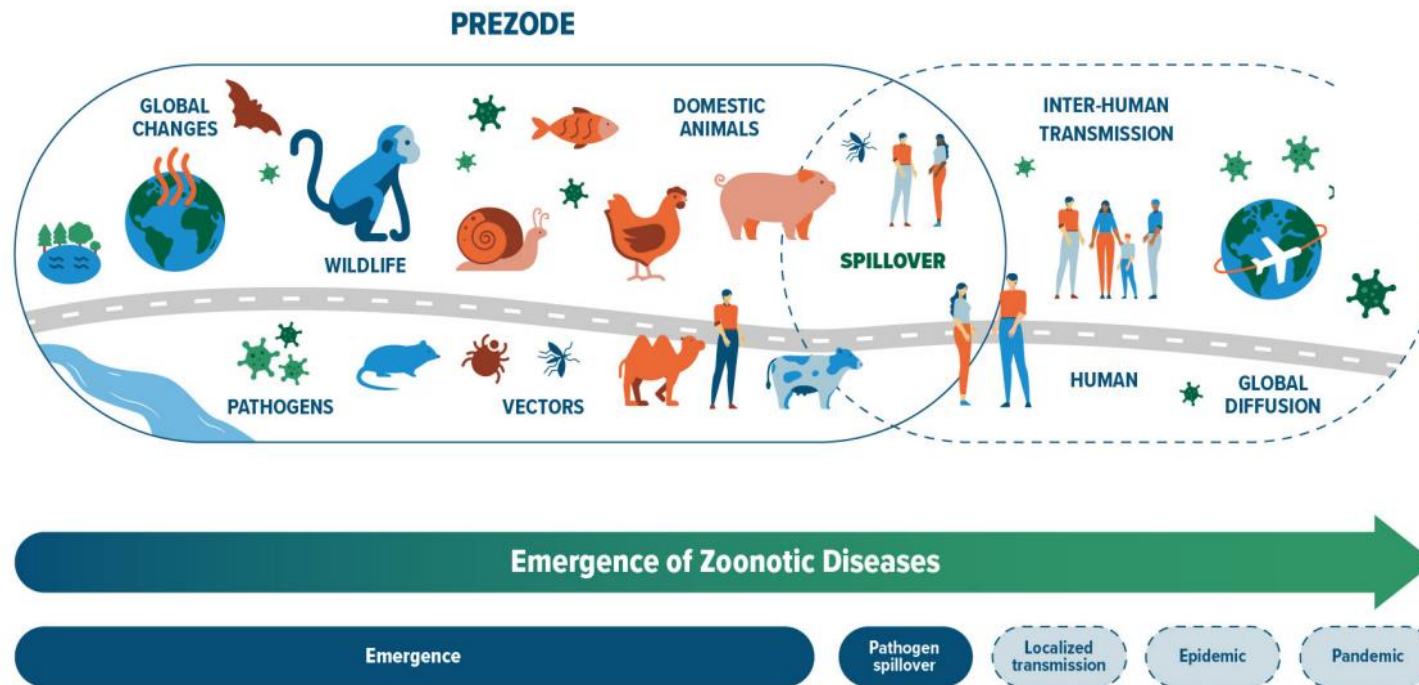 PREZODE
GLOBAL
CHANGES
DOMESTIC
ANIMALS
INTER-HUMAN
TRANSMISSION
WILDLIFE
SPILLOVER
PATHOGENS
VECTORS
HUMAN
GLOBAL
DIFFUSION
Emergence of Zoonotic Diseases
Emergence
Pathogen
spillover
Localized
transmission
Epidemic
Pandemic